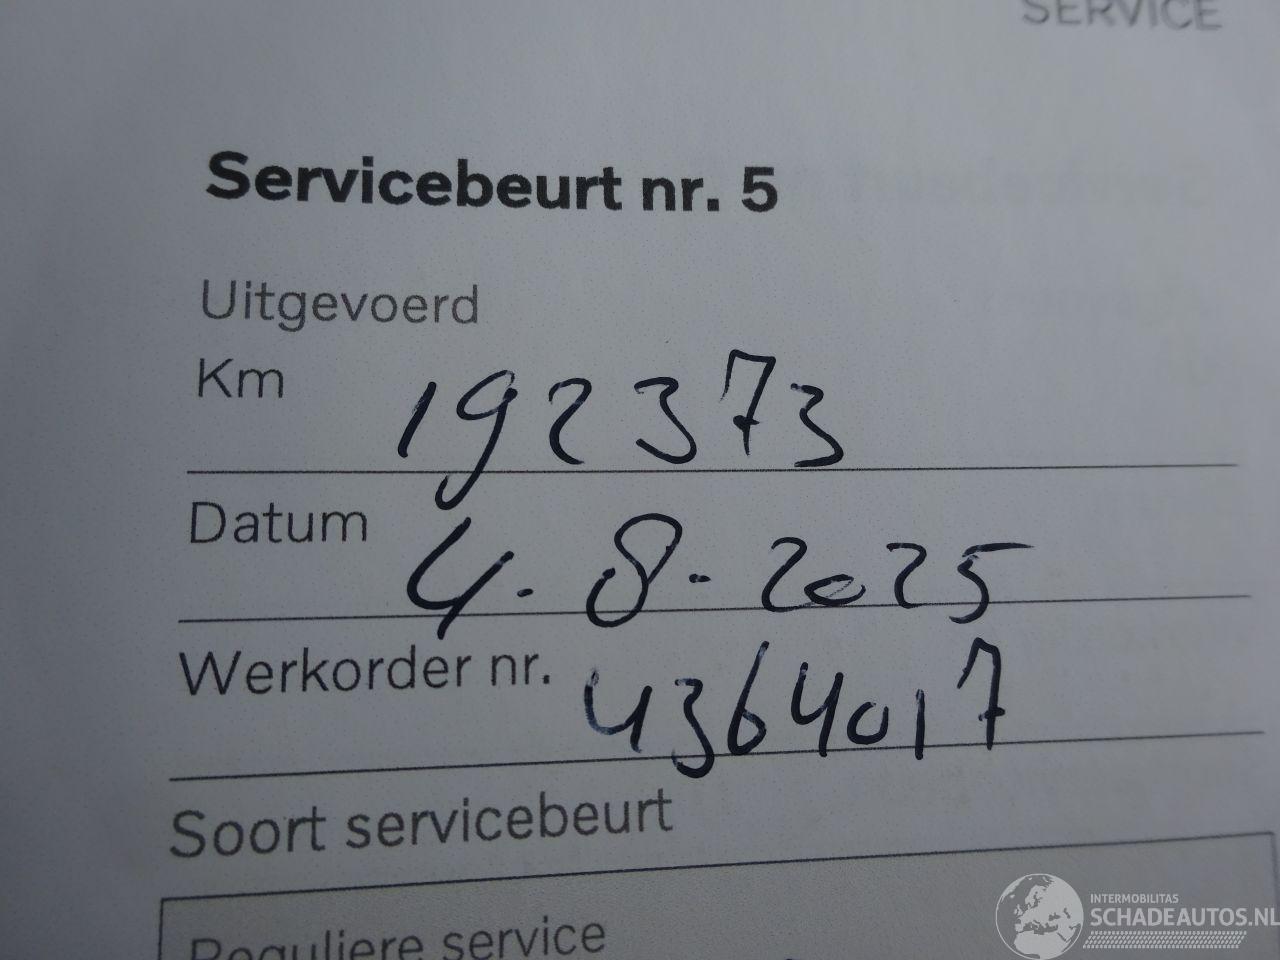 SERVICE
Servicebeurt nr. 5
Uitgevoerd
Km 192373
Datum 4-8-2025
Werkorder nr. 4364017
Soort servicebeurt
Reguliere service
INTERMOBILITAS
SCHADEAUTOS.NL